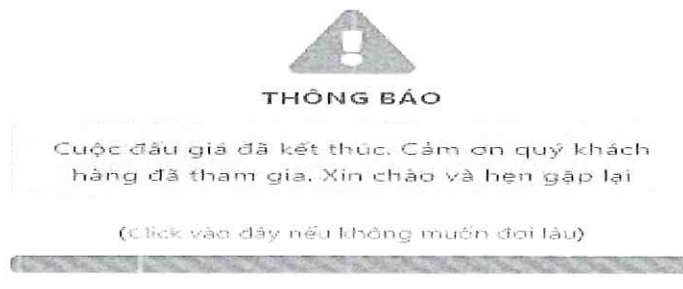 THÔNG BÁO
Cuộc đấu giá đã kết thúc. Cảm ơn quý khách
hàng đã tham gia. Xin chào và hẹn gặp lại
(Click vào đây nếu không muốn đợi lâu)